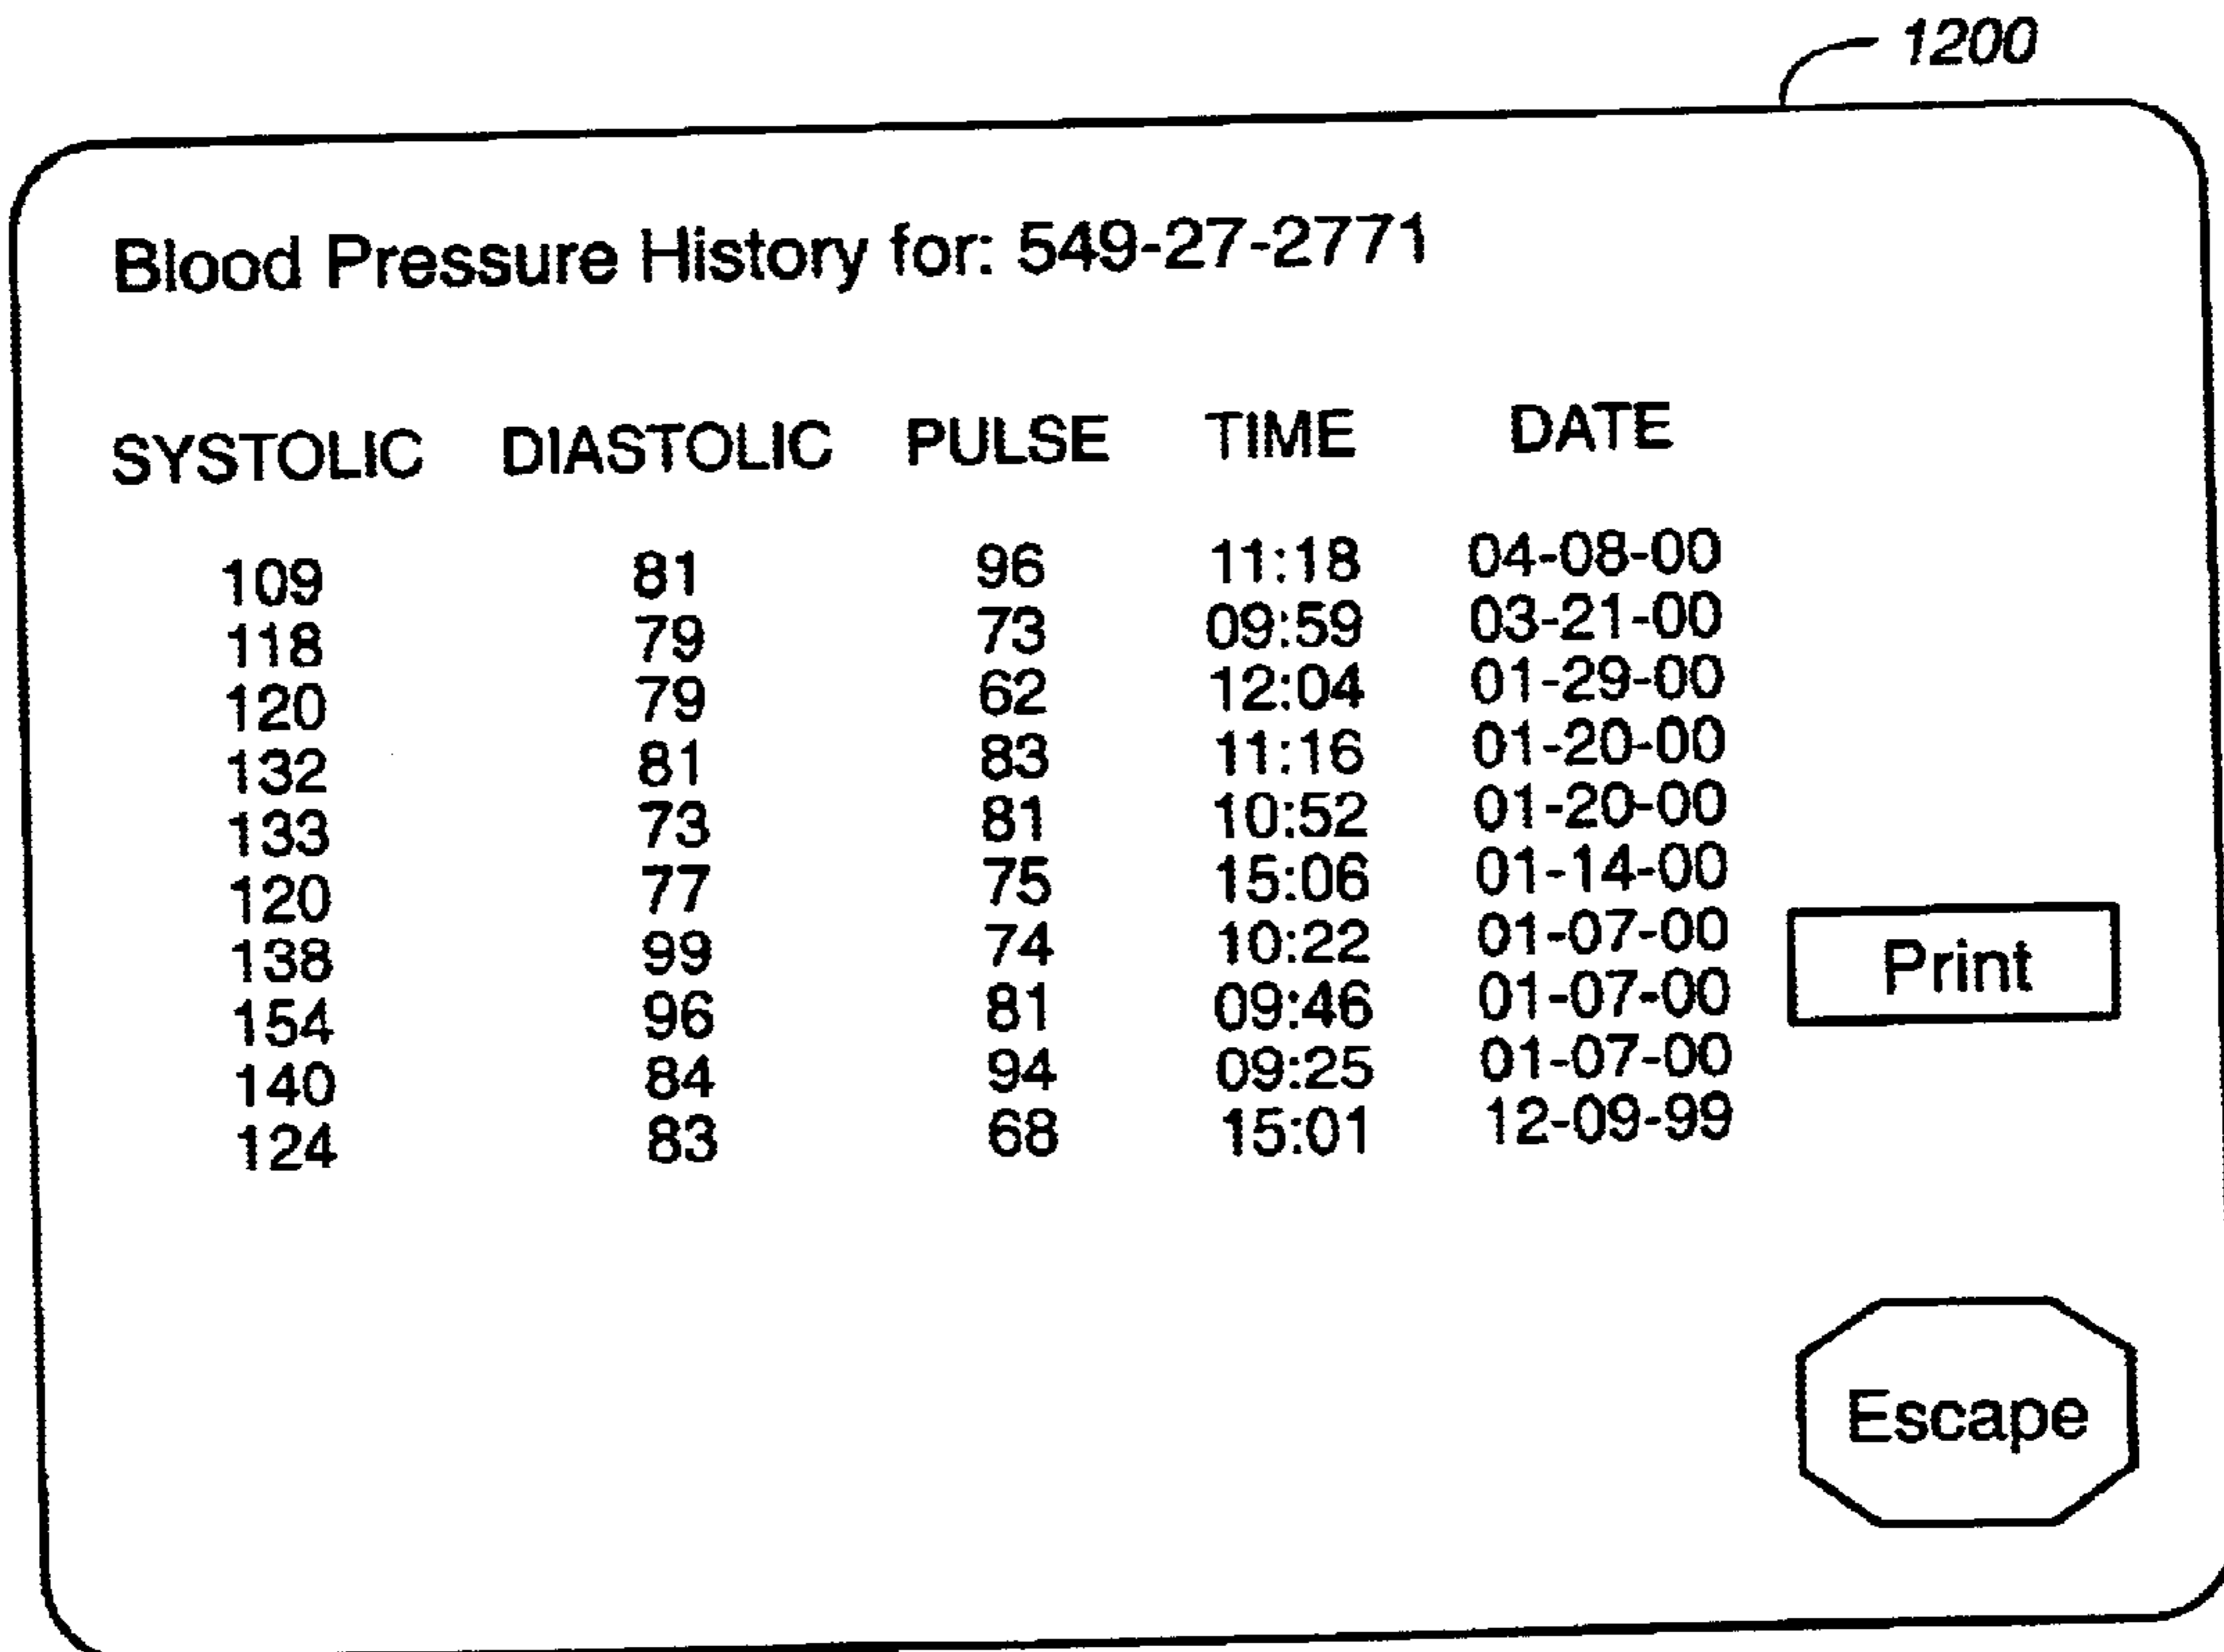 1200
Blood Pressure History for: 549-27-2771
SYSTOLIC DIASTOLIC PULSE TIME DATE
109 81 96 11:18 04-08-00
118 79 73 09:59 03-21-00
120 79 62 12:04 01-29-00
132 81 83 11:16 01-20-00
133 73 81 10:52 01-20-00
120 77 75 15:06 01-14-00
138 99 74 10:22 01-07-00
154 96 81 09:46 01-07-00
140 84 94 09:25 01-07-00
124 83 68 15:01 12-09-99
Print
Escape